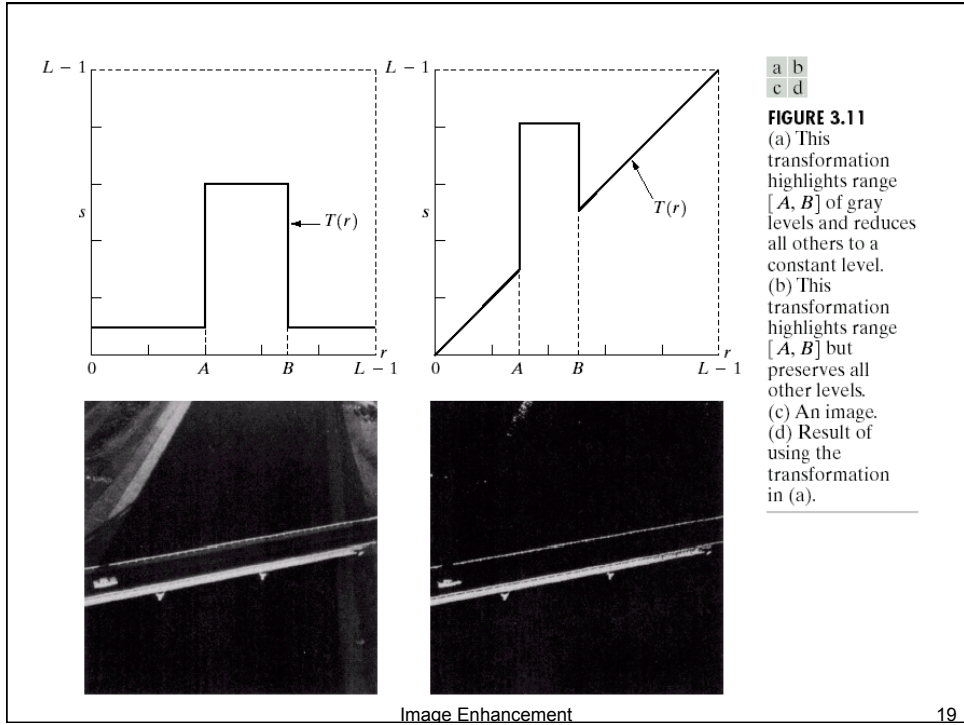 L − 1
s
T(r)
0 A B L − 1
r
L − 1
s
T(r)
0 A B L − 1
r
a b
c d
FIGURE 3.11
(a) This
transformation
highlights range
[A, B] of gray
levels and reduces
all others to a
constant level.
(b) This
transformation
highlights range
[A, B] but
preserves all
other levels.
(c) An image.
(d) Result of
using the
transformation
in (a).
Image Enhancement
19